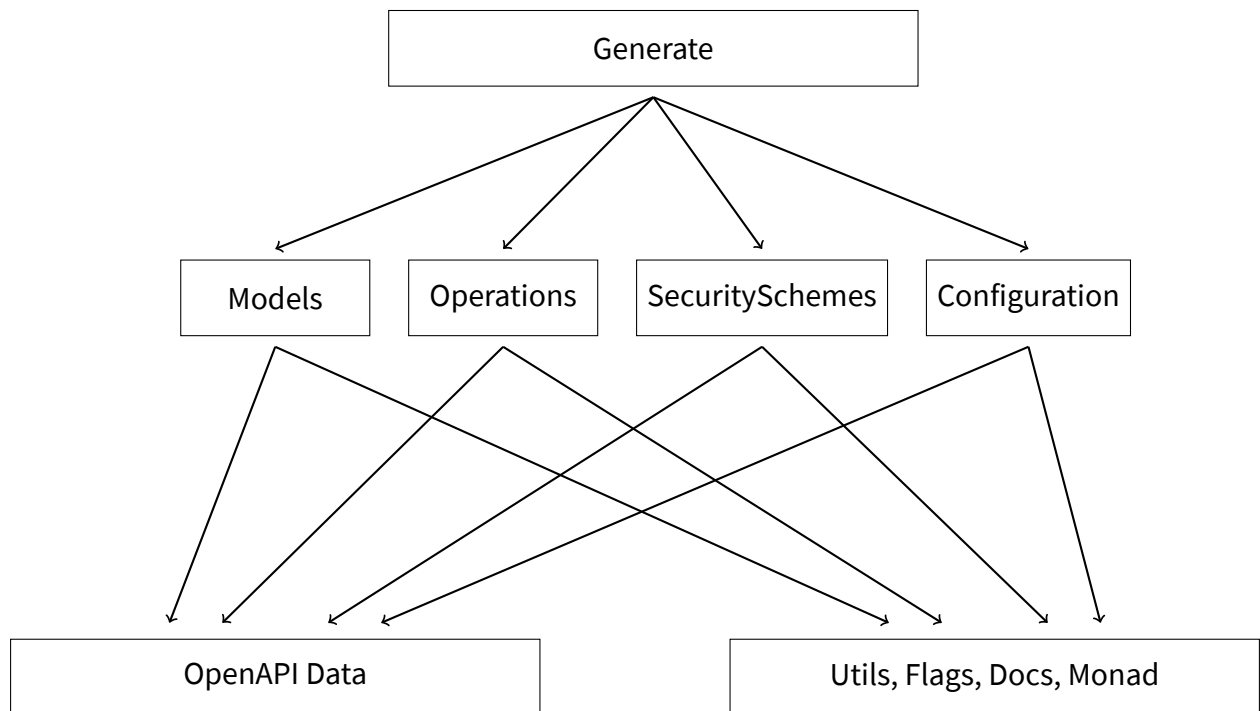 Generate
Models
Operations
SecuritySchemes
Configuration
OpenAPI Data
Utils, Flags, Docs, Monad